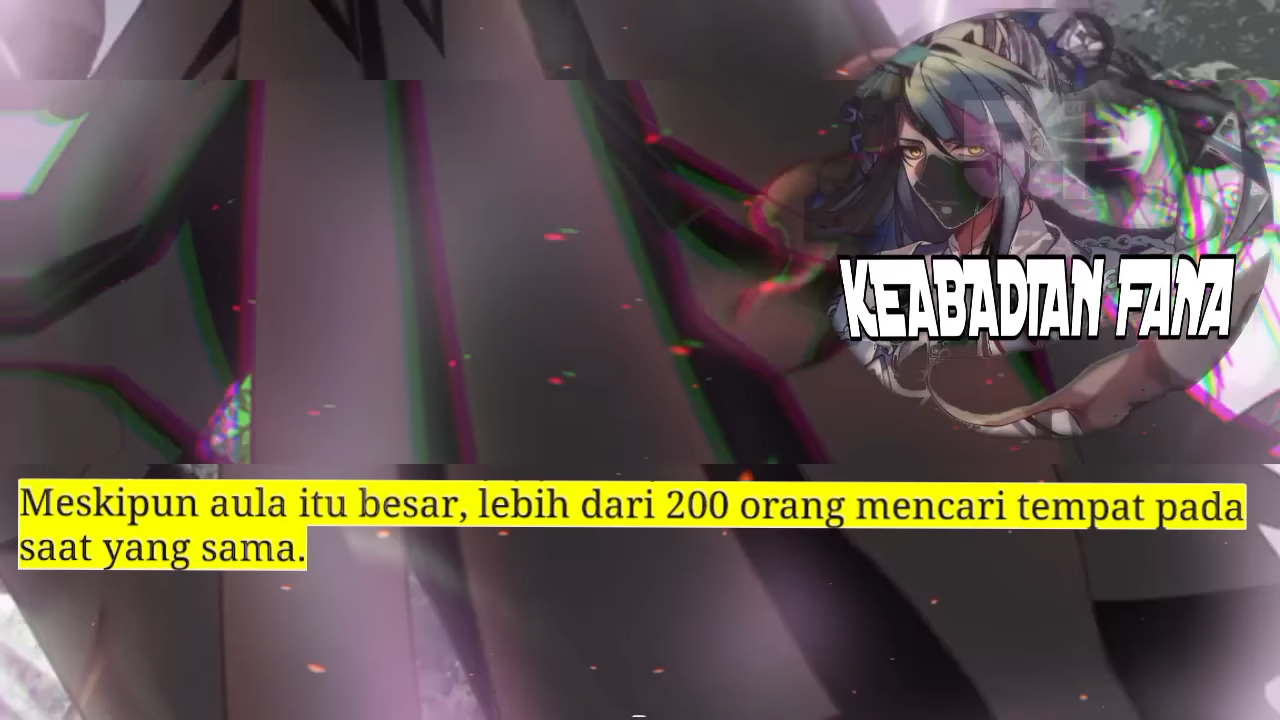 KEABADIAN FANA
Meskipun aula itu besar, lebih dari 200 orang mencari tempat pada
saat yang sama.